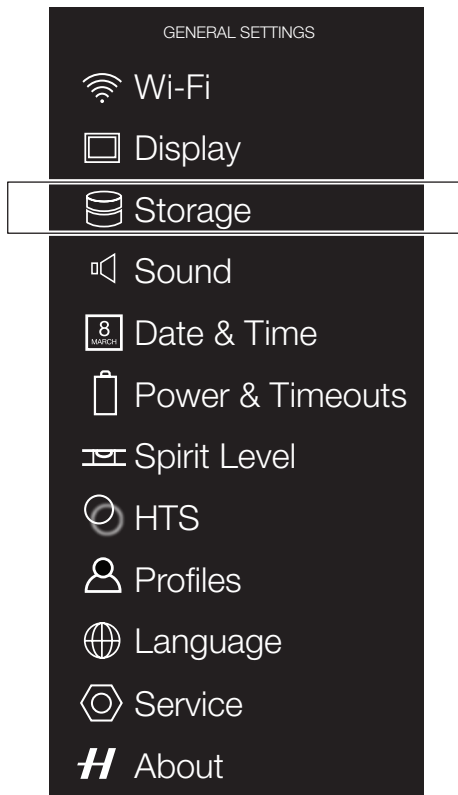 GENERAL SETTINGS
Wi-Fi
Display
Storage
Sound
8
MARCH
Date & Time
Power & Timeouts
Spirit Level
HTS
Profiles
Language
Service
H About